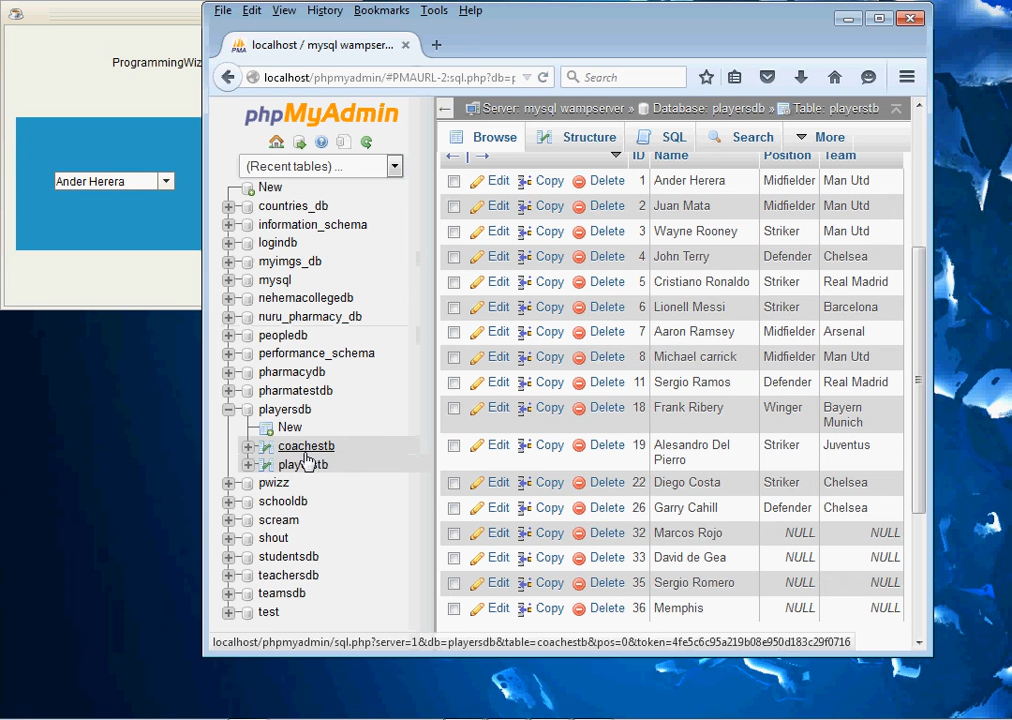 ProgrammingWiz
Ander Herera
File Edit View History Bookmarks Tools Help
localhost / mysql wampser... × +
localhost/phpmyadmin/#PMAURL-2:sql.php?db=p
Search
phpMyAdmin
(Recent tables) ...
New
countries_db
information_schema
logindb
myimgs_db
mysql
nehemacollegedb
nuru_pharmacy_db
peopledb
performance_schema
pharmacydb
pharmatestdb
playersdb
New
coachestb
pwizz
schooldb
scream
shout
studentsdb
teachersdb
teamsdb
test
Server: mysql wampserver » Database: playersdb » Table: playerstb
Browse Structure SQL Search More
ID Name Position Team
Edit Copy Delete 1 Ander Herera Midfielder Man Utd
Edit Copy Delete 2 Juan Mata Midfielder Man Utd
Edit Copy Delete 3 Wayne Rooney Striker Man Utd
Edit Copy Delete 4 John Terry Defender Chelsea
Edit Copy Delete 5 Cristiano Ronaldo Striker Real Madrid
Edit Copy Delete 6 Lionell Messi Striker Barcelona
Edit Copy Delete 7 Aaron Ramsey Midfielder Arsenal
Edit Copy Delete 8 Michael carrick Midfielder Man Utd
Edit Copy Delete 11 Sergio Ramos Defender Real Madrid
Edit Copy Delete 18 Frank Ribery Winger Bayern
Munich
Edit Copy Delete 19 Alesandro Del Striker Juventus
Pierro
Edit Copy Delete 22 Diego Costa Striker Chelsea
Edit Copy Delete 26 Garry Cahill Defender Chelsea
Edit Copy Delete 32 Marcos Rojo NULL NULL
Edit Copy Delete 33 David de Gea NULL NULL
Edit Copy Delete 35 Sergio Romero NULL NULL
Edit Copy Delete 36 Memphis NULL NULL
localhost/phpmyadmin/sql.php?server=1&db=playersdb&table=coachestb&pos=0&token=4fe5c6c95a219b08e950d183c29f0716